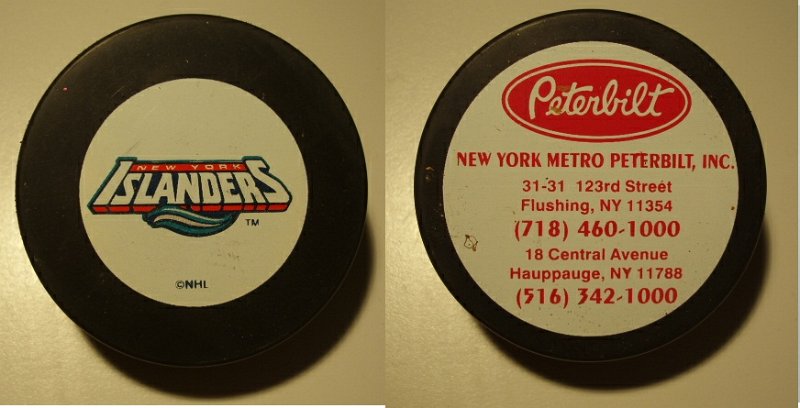 NEW YORK
ISLANDERS
TM
©NHL
Peterbilt
NEW YORK METRO PETERBILT, INC.
31-31 123rd Street
Flushing, NY 11354
(718) 460-1000
18 Central Avenue
Hauppauge, NY 11788
(516) 342-1000